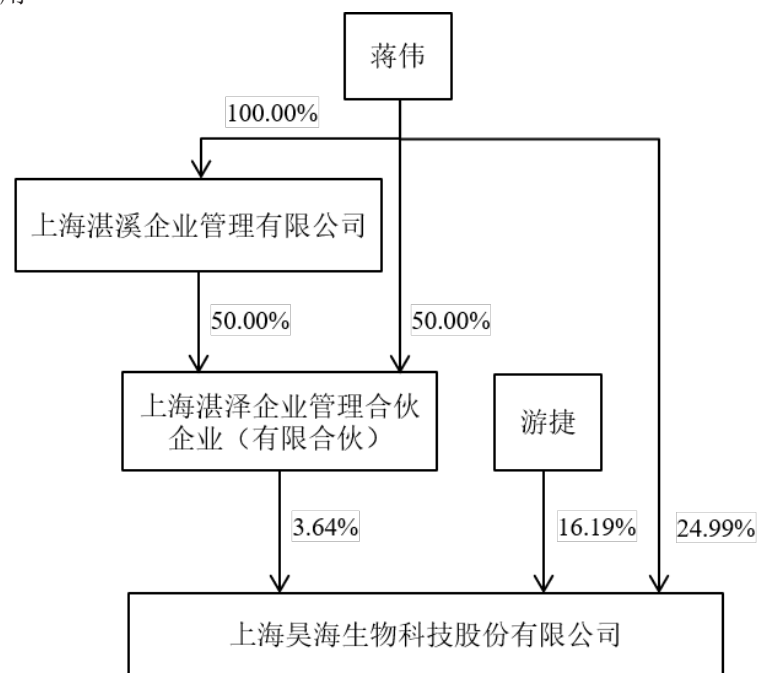 蒋伟
100.00%
上海湛溪企业管理有限公司
50.00%
50.00%
上海湛泽企业管理合伙
企业（有限合伙）
游捷
3.64%
16.19%
24.99%
上海昊海生物科技股份有限公司